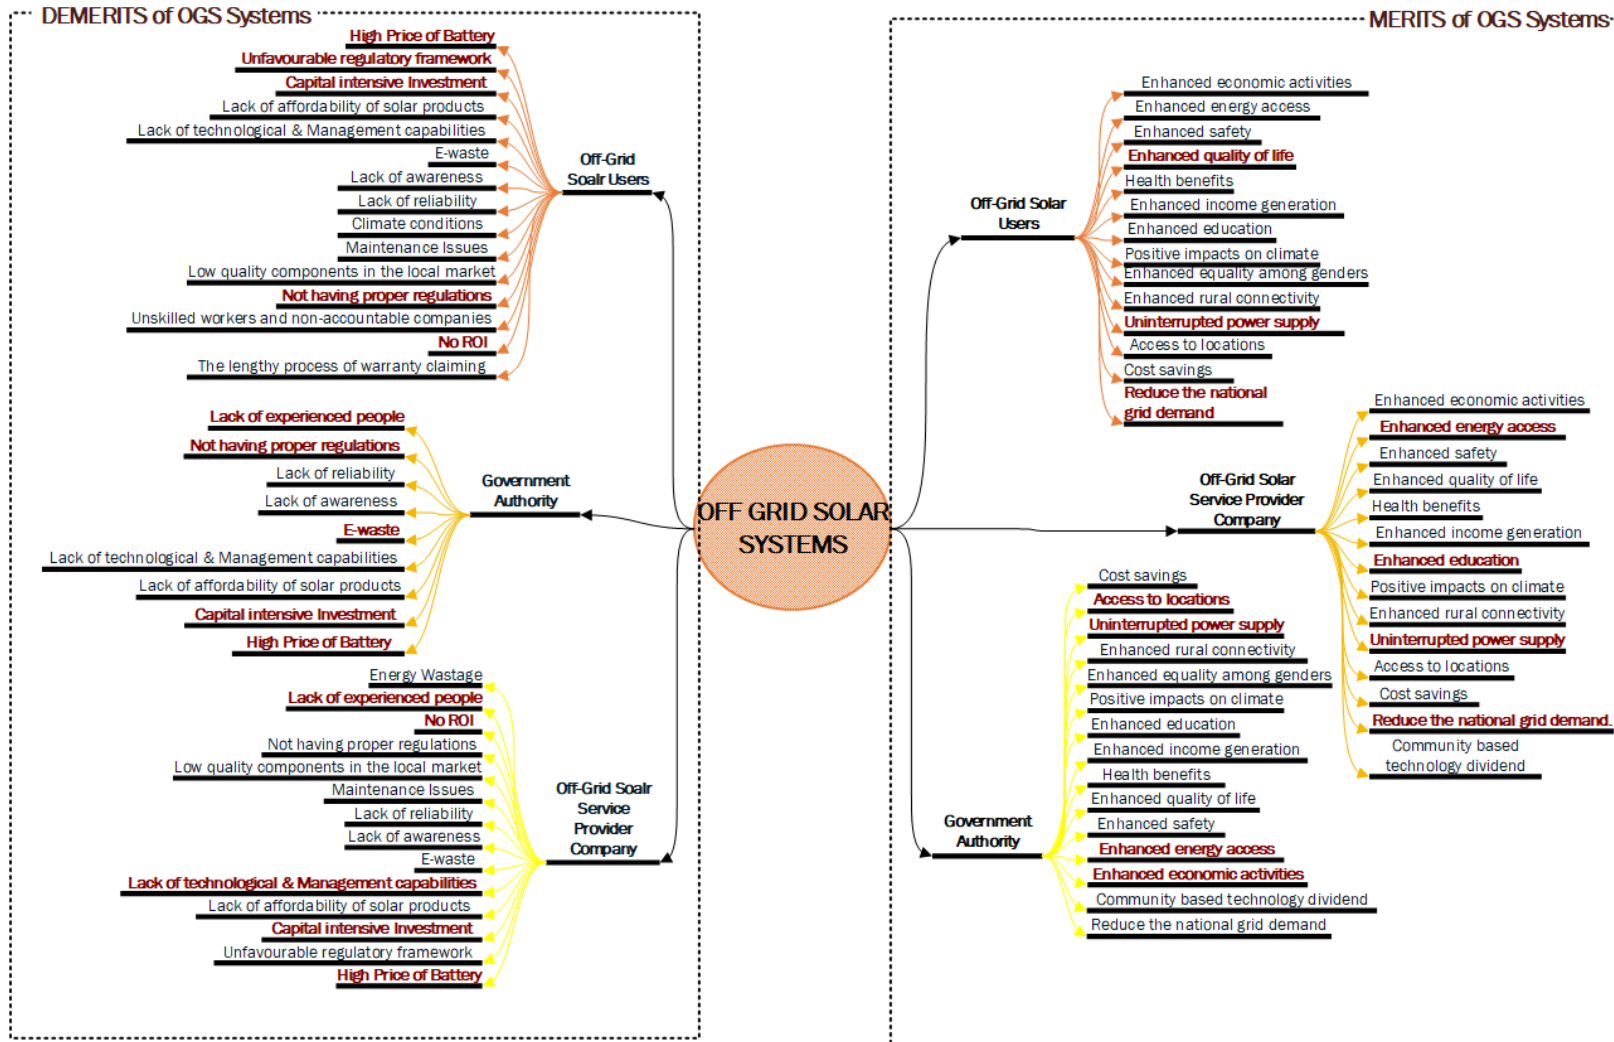 DEMERITS of OGS Systems
High Price of Battery
Unfavourable regulatory framework
Capital intensive Investment
Lack of affordability of solar products
Lack of technological & Management capabilities
E-waste
Lack of awareness
Lack of reliability
Climate conditions
Maintenance Issues
Low quality components in the local market
Not having proper regulations
Unskilled workers and non-accountable companies
No ROI
The lengthy process of warranty claiming
Off-Grid
Soalr Users
Lack of experienced people
Not having proper regulations
Lack of reliability
Lack of awareness
E-waste
Lack of technological & Management capabilities
Lack of affordability of solar products
Capital intensive Investment
High Price of Battery
Government
Authority
Energy Wastage
Lack of experienced people
No ROI
Not having proper regulations
Low quality components in the local market
Maintenance Issues
Lack of reliability
Lack of awareness
E-waste
Lack of technological & Management capabilities
Lack of affordability of solar products
Capital intensive Investment
Unfavourable regulatory framework
High Price of Battery
Off-Grid Soalr
Service
Provider
Company
OFF GRID SOLAR
SYSTEMS
MERITS of OGS Systems
Off-Grid Solar
Users
Enhanced economic activities
Enhanced energy access
Enhanced safety
Enhanced quality of life
Health benefits
Enhanced income generation
Enhanced education
Positive impacts on climate
Enhanced equality among genders
Enhanced rural connectivity
Uninterrupted power supply
Access to locations
Cost savings
Reduce the national
grid demand
Off-Grid Solar
Service Provider
Company
Enhanced economic activities
Enhanced energy access
Enhanced safety
Enhanced quality of life
Health benefits
Enhanced income generation
Enhanced education
Positive impacts on climate
Enhanced rural connectivity
Uninterrupted power supply
Access to locations
Cost savings
Reduce the national grid demand.
Community based
technology dividend
Government
Authority
Cost savings
Access to locations
Uninterrupted power supply
Enhanced rural connectivity
Enhanced equality among genders
Positive impacts on climate
Enhanced education
Enhanced income generation
Health benefits
Enhanced quality of life
Enhanced safety
Enhanced energy access
Enhanced economic activities
Community based technology dividend
Reduce the national grid demand